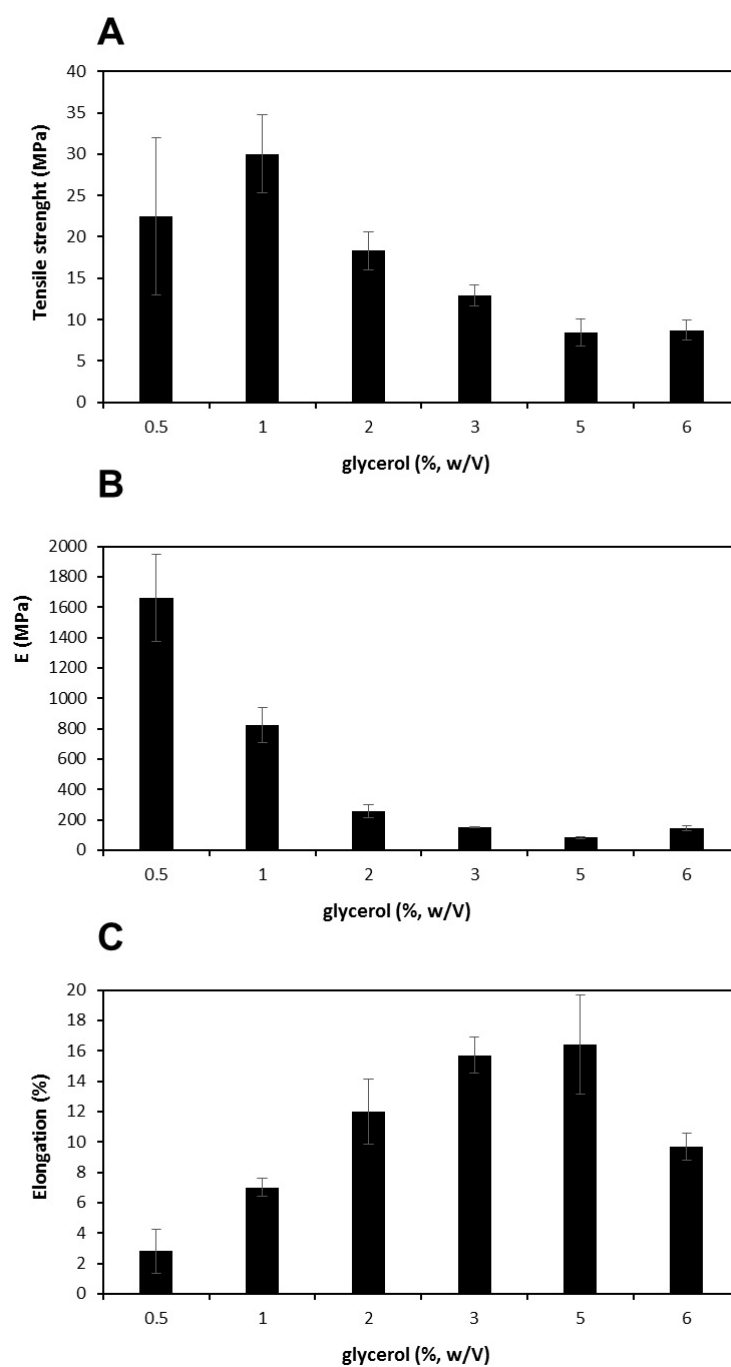 A
40
35
30
25
20
15
10
5
0
Tensile strenght (MPa)
0.5 1 2 3 5 6
glycerol (%, w/V)
B
2000
1800
1600
1400
1200
1000
800
600
400
200
0
E (MPa)
0.5 1 2 3 5 6
glycerol (%, w/V)
C
20
18
16
14
12
10
8
6
4
2
0
Elongation (%)
0.5 1 2 3 5 6
glycerol (%, w/V)